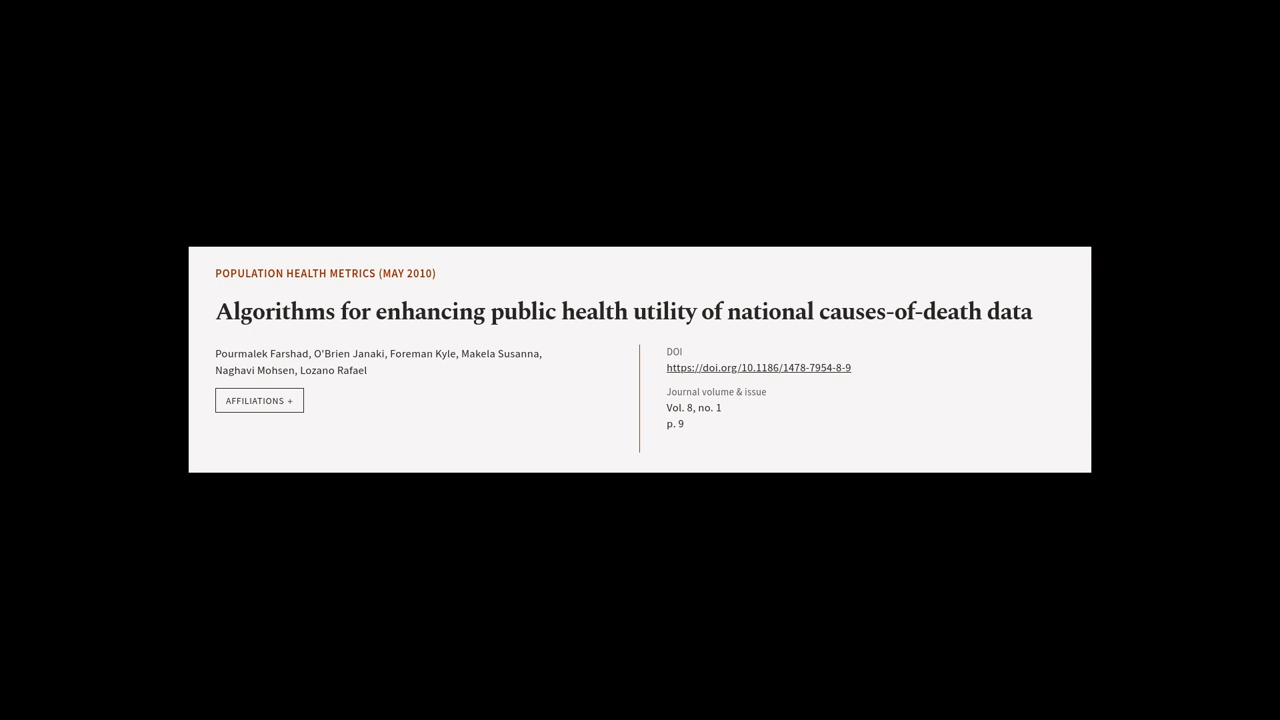 POPULATION HEALTH METRICS (MAY 2010)
Algorithms for enhancing public health utility of national causes-of-death data
Pourmalek Farshad, O'Brien Janaki, Foreman Kyle, Makela Susanna,
Naghavi Mohsen, Lozano Rafael
AFFILIATIONS +
DOI
https://doi.org/10.1186/1478-7954-8-9
Journal volume & issue
Vol. 8, no. 1
p. 9